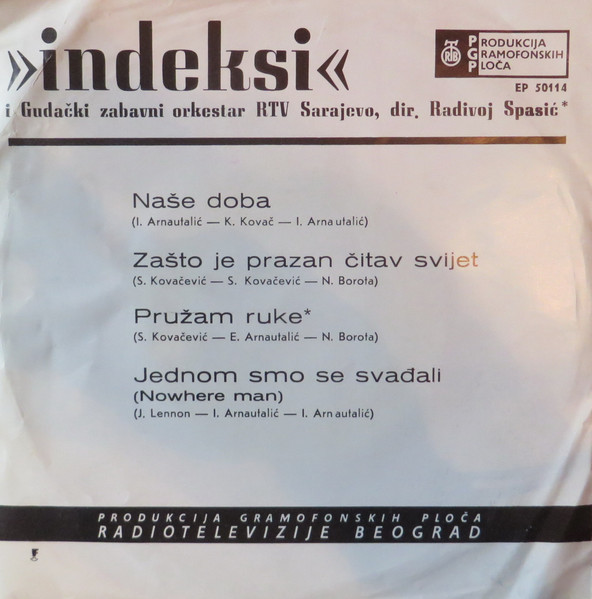 »indeksi«
PGP
PRODUKCIJA
GRAMOFONSKIH
PLOČA
RTB
EP 50114
i Gudački zabavni orkestar RTV Sarajevo, dir. Radivoj Spasić*
Naše doba
(I. Arnautalić — K. Kovač — I. Arnautalić)
Zašto je prazan čitav svijet
(S. Kovačević — S. Kovačević — N. Borota)
Pružam ruke*
(S. Kovačević — E. Arnautalić — N. Borota)
Jednom smo se svađali
(Nowhere man)
(J. Lennon — I. Arnautalić — I. Arnautalić)
PRODUKCIJA GRAMOFONSKIH PLOČA
RADIOTELEVIZIJE BEOGRAD